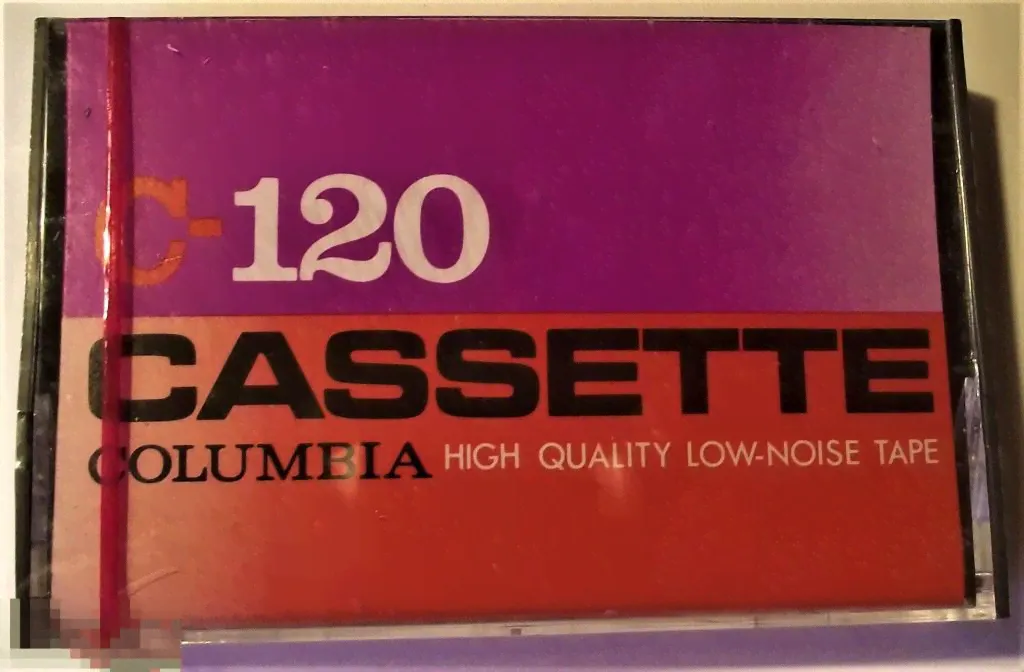 C-120
CASSETTE
COLUMBIA HIGH QUALITY LOW-NOISE TAPE